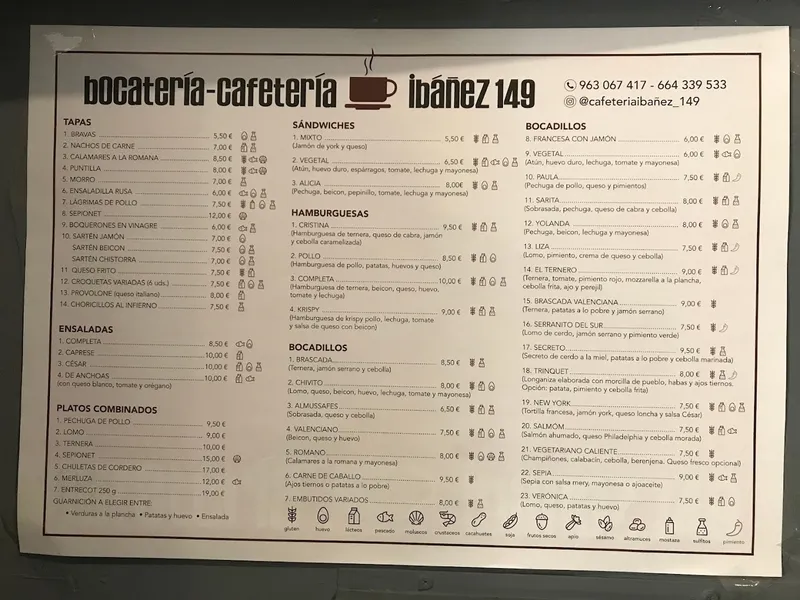 bocatería-cafetería ibáñez 149
963 067 417 - 664 339 533
@cafeteriaibañez_149
TAPAS
1. BRAVAS 5,50 €
2. NACHOS DE CARNE 7,00 €
3. CALAMARES A LA ROMANA 8,50 €
4. PUNTILLA 8,00 €
5. MORRO 7,00 €
6. ENSALADILLA RUSA 6,00 €
7. LÁGRIMAS DE POLLO 7,50 €
8. SEPIONET 12,00 €
9. BOQUERONES EN VINAGRE 6,00 €
10. SARTÉN JAMÓN 7,00 €
SARTÉN BEICON 7,50 €
SARTÉN CHISTORRA 7,00 €
11 QUESO FRITO 7,50 €
12. CROQUETAS VARIADAS (6 uds.) 7,50 €
13. PROVOLONE (queso italiano) 8,00 €
14. CHORICILLOS AL INFIERNO 7,50 €
ENSALADAS
1. COMPLETA 8,50 €
2. CAPRESE 10,00 €
3. CÉSAR 10,00 €
4. DE ANCHOAS 10,00 €
(con queso blanco, tomate y orégano)
PLATOS COMBINADOS
1. PECHUGA DE POLLO 9,50 €
2. LOMO 9,00 €
3. TERNERA 10,00 €
4. SEPIONET 15,00 €
5. CHULETAS DE CORDERO 17,00 €
6. MERLUZA 12,00 €
7. ENTRECOT 250 g 19,00 €
GUARNICIÓN A ELEGIR ENTRE:
• Verduras a la plancha • Patatas y huevo • Ensalada
SÁNDWICHES
1. MIXTO 5,50 €
(Jamón de york y queso)
2. VEGETAL 6,50 €
(Atún, huevo duro, espárragos, tomate, lechuga y mayonesa)
3. ALICIA 8,00€
(Pechuga, beicon, pepinillo, tomate, lechuga y mayonesa)
HAMBURGUESAS
1. CRISTINA 9,50 €
(Hamburguesa de ternera, queso de cabra, jamón
y cebolla caramelizada)
2. POLLO 8,50 €
(Hamburguesa de pollo, patatas, huevos y queso)
3. COMPLETA 10,00 €
(Hamburguesa de ternera, beicon, queso, huevo,
tomate y lechuga)
4. KRISPY 9,00 €
(Hamburguesa de krispy pollo, lechuga, tomate
y salsa de queso con beicon)
BOCADILLOS
1. BRASCADA 8,50 €
(Ternera, jamón serrano y cebolla)
2. CHIVITO 8,00 €
(Lomo, queso, beicon, huevo, lechuga, tomate y mayonesa)
3. ALMUSSAFES 6,50 €
(Sobrasada, queso y cebolla)
4. VALENCIANO 7,50 €
(Beicon, queso y huevo)
5. ROMANO 8,00 €
(Calamares a la romana y mayonesa)
6. CARNE DE CABALLO 9,50 €
(Ajos tiernos o patatas a lo pobre)
7. EMBUTIDOS VARIADOS 8,00 €
BOCADILLOS
8. FRANCESA CON JAMÓN 6,00 €
9. VEGETAL 6,00 €
(Atún, huevo duro, lechuga, tomate y mayonesa)
10. PAULA 7,50 €
(Pechuga de pollo, queso y pimientos)
11. SARITA 8,00 €
(Sobrasada, pechuga, queso de cabra y cebolla)
12. YOLANDA 8,00 €
(Pechuga, beicon, lechuga y mayonesa)
13. LIZA 7,50 €
(Lomo, pimiento, crema de queso y cebolla)
14. EL TERNERO 9,00 €
(Ternera, tomate, pimiento rojo, mozzarella a la plancha,
cebolla frita, ajo y perejil)
15. BRASCADA VALENCIANA 9,00 €
(Ternera, patatas a lo pobre y jamón serrano)
16. SERRANITO DEL SUR 7,50 €
(Lomo de cerdo, jamón serrano y pimiento verde)
17. SECRETO 9,50 €
(Secreto de cerdo a la miel, patatas a lo pobre y cebolla marinada)
18. TRINQUET 8,00 €
(Longaniza elaborada con morcilla de pueblo, habas y ajos tiernos.
Opción: patata, pimiento y cebolla frita)
19. NEW YORK 7,50 €
(Tortilla francesa, jamón york, queso loncha y salsa César)
20. SALMÓN 7,50 €
(Salmón ahumado, queso Philadelphia y cebolla morada)
21. VEGETARIANO CALIENTE 7,50 €
(Champiñones, calabacín, cebolla, berenjena. Queso fresco opcional)
22. SEPIA 9,00 €
(Sepia con salsa mery, mayonesa o ajoaceite)
23. VERÓNICA 7,50 €
(Lomo, queso, patatas y huevo)
gluten huevo lácteos pescado moluscos crustaceos cacahuetes soja frutos secos apio sésamo altramuces mostaza sulfitos pimiento